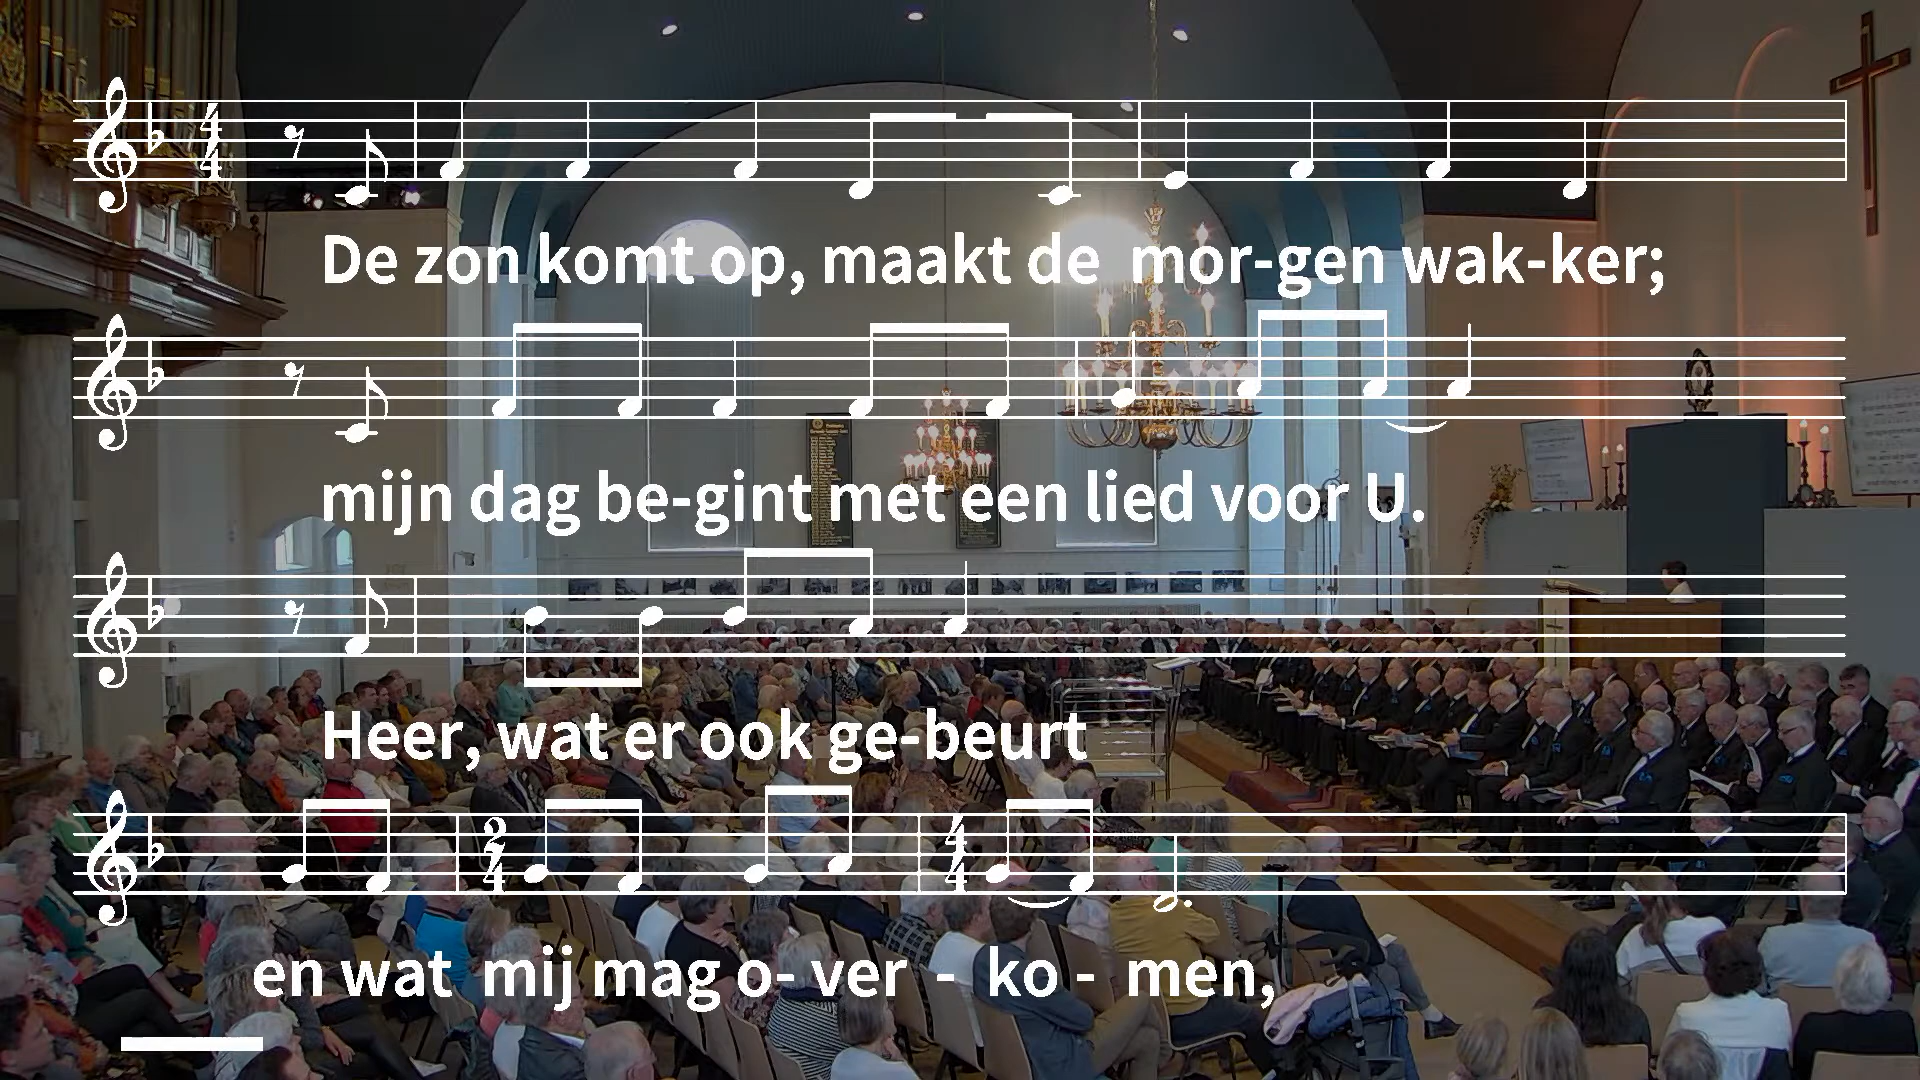 De zon komt op, maakt de mor-gen wak-ker;
mijn dag be-gint met een lied voor U.
Heer, wat er ook ge-beurt
en wat mij mag o- ver - ko - men,